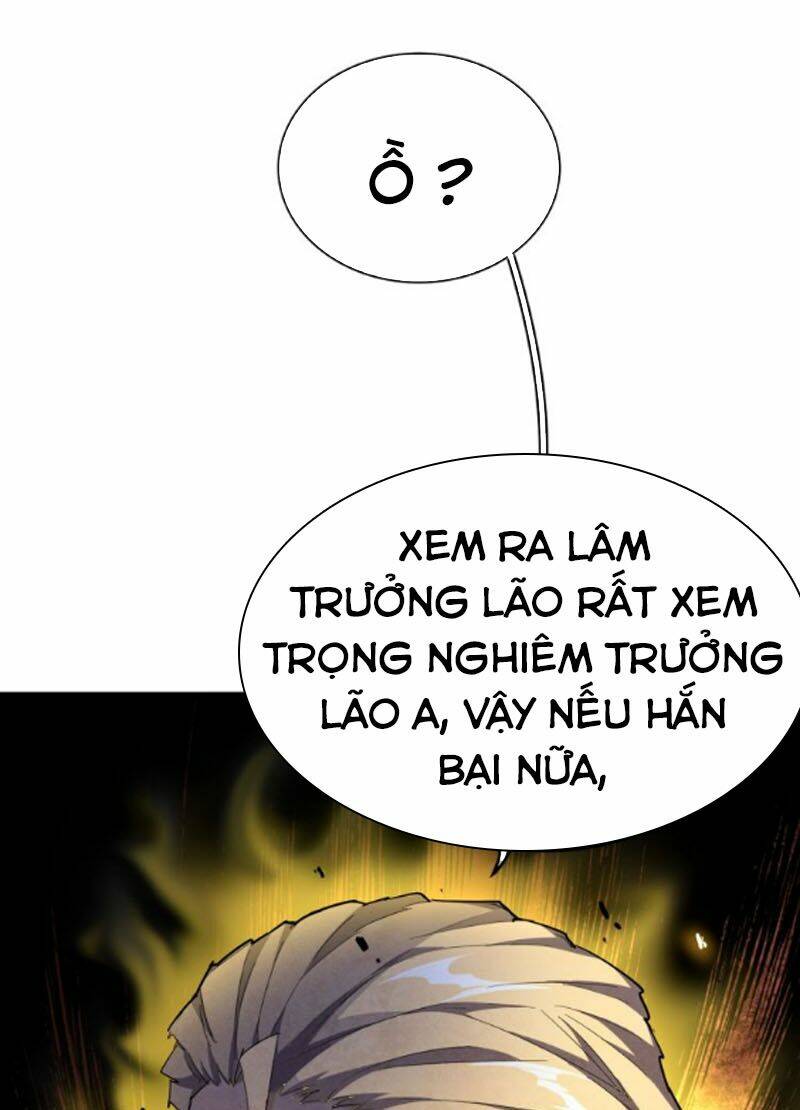 Ồ ?
XEM RA LÂM
TRƯỞNG LÃO RẤT XEM
TRỌNG NGHIÊM TRƯỞNG
LÃO A, VẬY NẾU HẮN
BẠI NỮA,